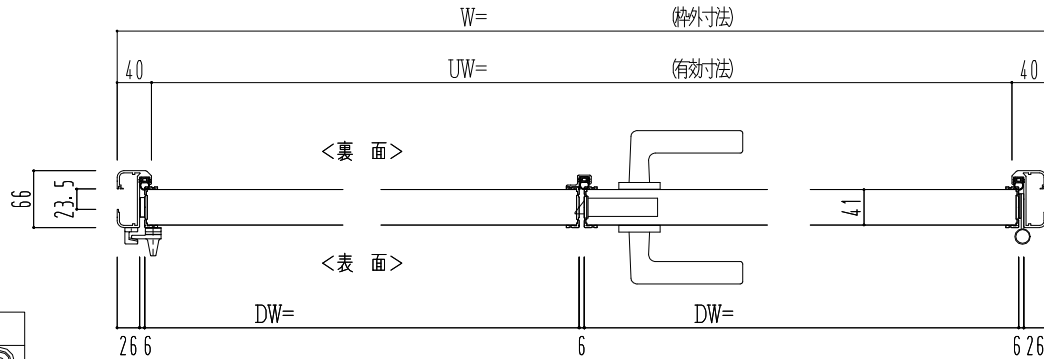 W= (枠外寸法)
40 UW= (有効寸法) 40
<裏 面>
66 23.5 41
<表 面>
DW= DW=
26 6 6 6 26